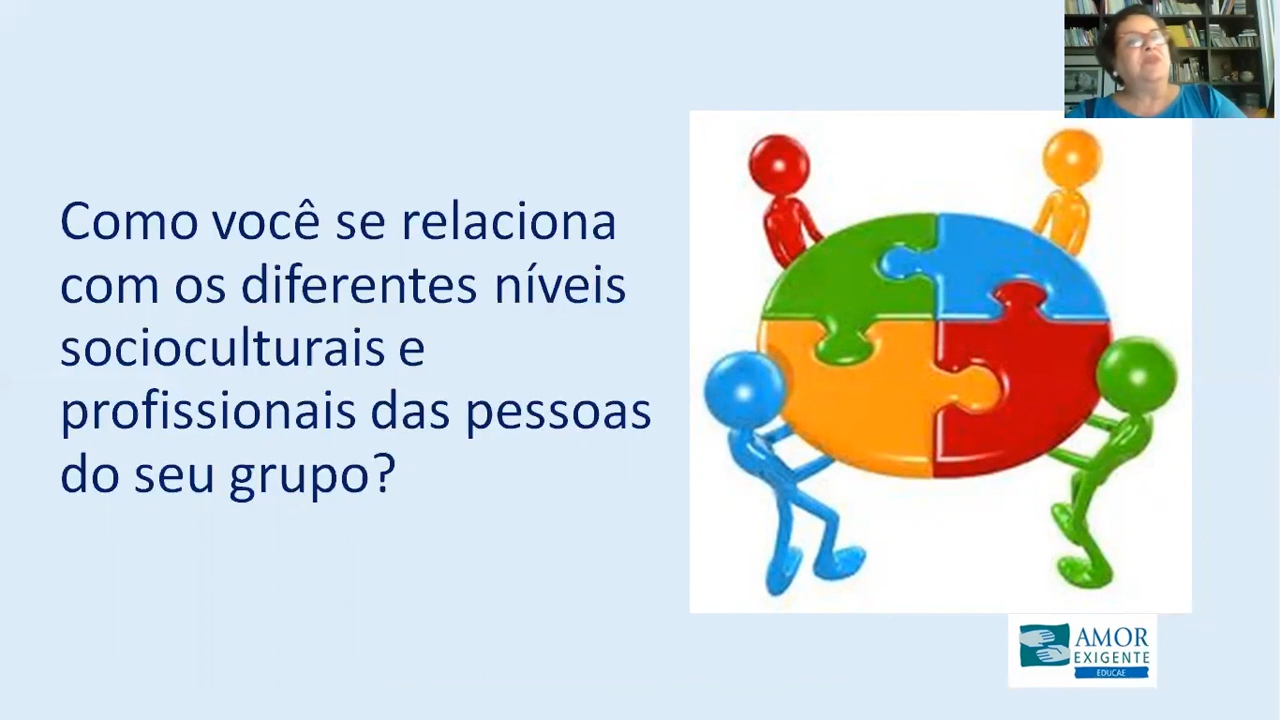 Como você se relaciona
com os diferentes níveis
socioculturais e
profissionais das pessoas
do seu grupo?
AMOR
EXIGENTE
EDUCAE